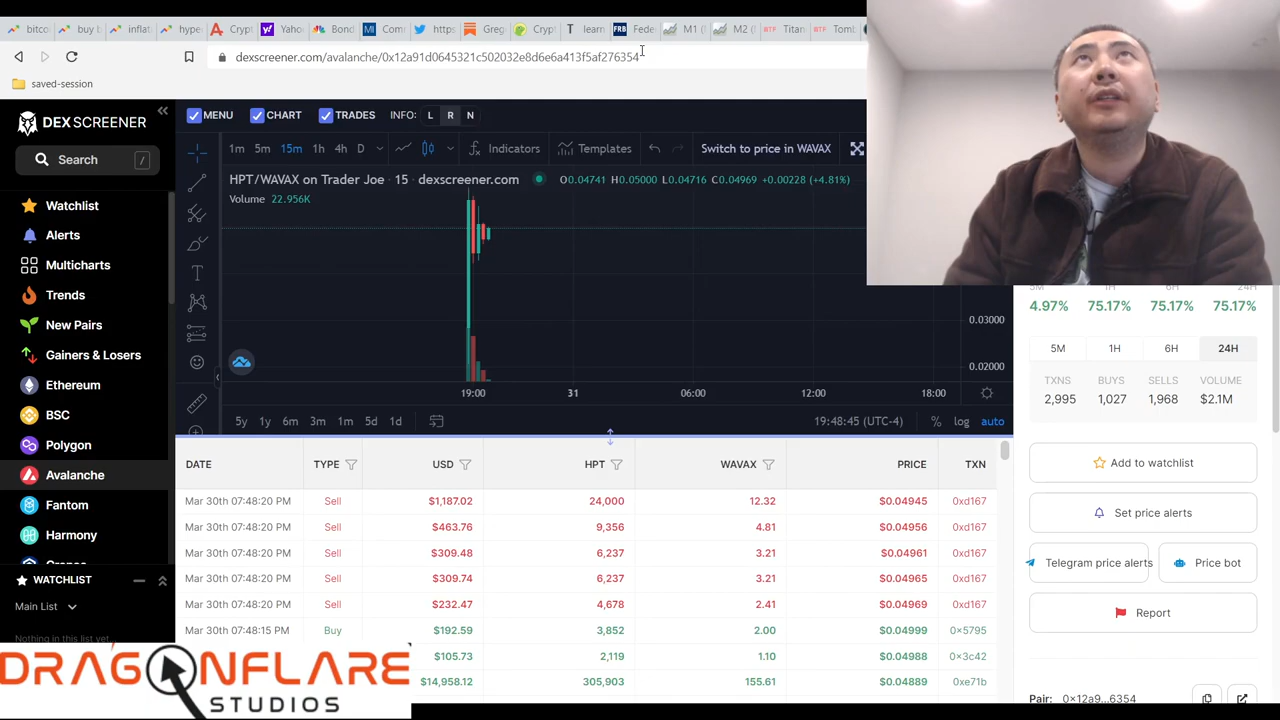 bitco buy b inflat hype Crypt Yaho Bond Com https Greg Cryp learn Fede M1 ( M2 ( Titan Tomb
dexscreener.com/avalanche/0x12a91d0645321c502032e8d6e6a413f5af276354
saved-session
DEX SCREENER
Search /
Watchlist
Alerts
Multicharts
Trends
New Pairs
Gainers & Losers
Ethereum
BSC
Polygon
Avalanche
Fantom
Harmony
WATCHLIST
Main List
Nothing in this list yet...
MENU CHART TRADES INFO: L R N
1m 5m 15m 1h 4h D Indicators Templates Switch to price in WAVAX
HPT/WAVAX on Trader Joe · 15 · dexscreener.com O0.04741 H0.05000 L0.04716 C0.04969 +0.00228 (+4.81%)
Volume 22.956K
0.03000
0.02000
19:00 31 06:00 12:00 18:00
5y 1y 6m 3m 1m 5d 1d 19:48:45 (UTC-4) % log auto
DATE TYPE USD HPT WAVAX PRICE TXN
Mar 30th 07:48:20 PM Sell $1,187.02 24,000 12.32 $0.04945 0xd167
Mar 30th 07:48:20 PM Sell $463.76 9,356 4.81 $0.04956 0xd167
Mar 30th 07:48:20 PM Sell $309.48 6,237 3.21 $0.04961 0xd167
Mar 30th 07:48:20 PM Sell $309.74 6,237 3.21 $0.04965 0xd167
Mar 30th 07:48:20 PM Sell $232.47 4,678 2.41 $0.04969 0xd167
Mar 30th 07:48:15 PM Buy $192.59 3,852 2.00 $0.04999 0x5795
$105.73 2,119 1.10 $0.04988 0x3c42
$14,958.12 305,903 155.61 $0.04889 0xe71b
5M 1H 6H 24H
4.97% 75.17% 75.17% 75.17%
5M 1H 6H 24H
TXNS BUYS SELLS VOLUME
2,995 1,027 1,968 $2.1M
Add to watchlist
Set price alerts
Telegram price alerts Price bot
Report
Pair: 0x12a9...6354
DRAGONFLARE
STUDIOS